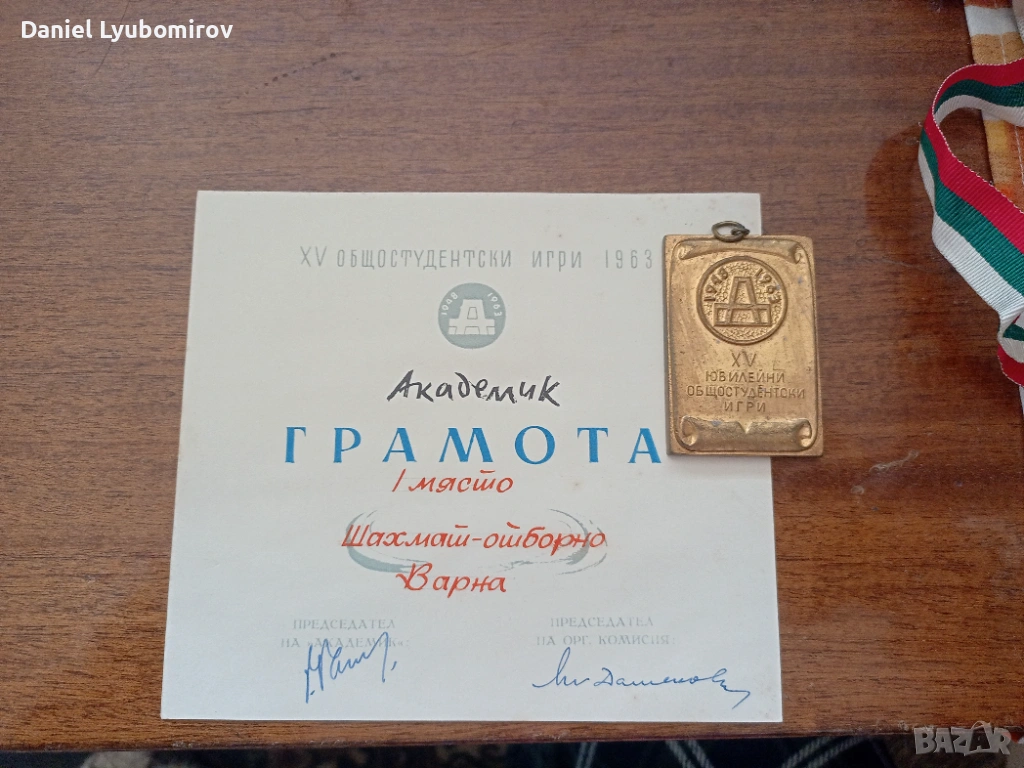 Daniel Lyubomirov
XV ОБЩОСТУДЕНТСКИ ИГРИ 1963
1948 1963
Академик
ГРАМОТА
I място
Шахмат-отборно
Варна
ПРЕДСЕДАТЕЛ
НА „АКАДЕМИК“:
ПРЕДСЕДАТЕЛ
НА ОРГ. КОМИСИЯ:
1948 1963
XV
ЮБИЛЕЙНИ
ОБЩОСТУДЕНТСКИ
ИГРИ
BAZAR